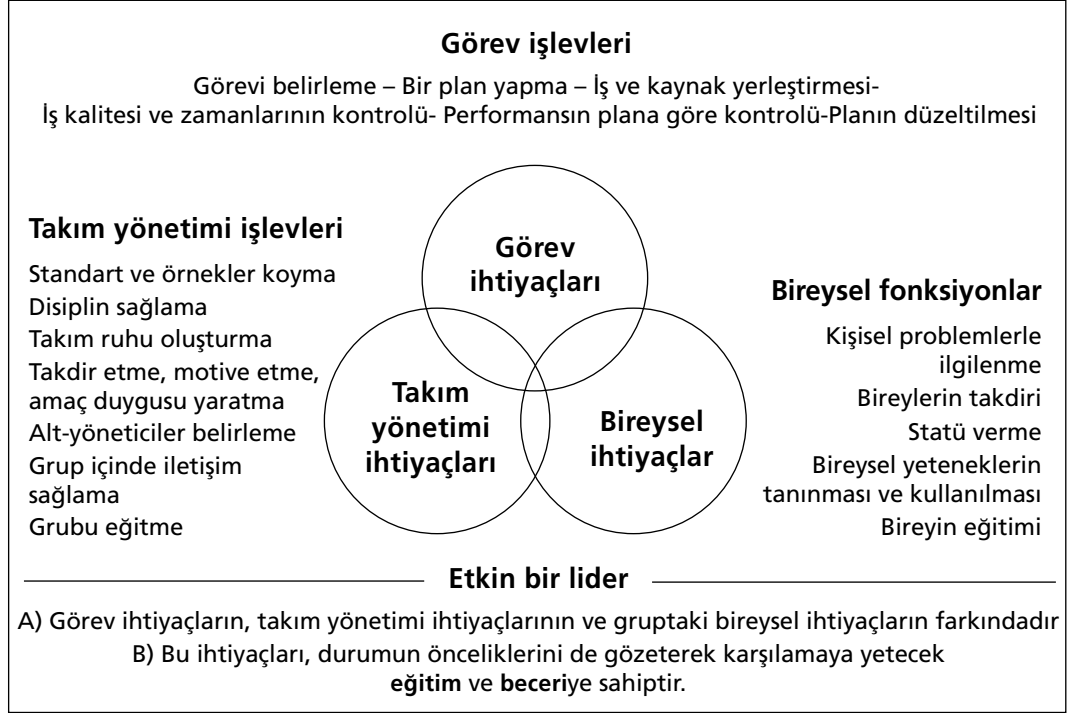 Görev işlevleri
Görevi belirleme – Bir plan yapma – İş ve kaynak yerleştirmesi-
İş kalitesi ve zamanlarının kontrolü- Performansın plana göre kontrolü-Planın düzeltilmesi
Takım yönetimi işlevleri
Standart ve örnekler koyma
Disiplin sağlama
Takım ruhu oluşturma
Takdir etme, motive etme,
amaç duygusu yaratma
Alt-yöneticiler belirleme
Grup içinde iletişim
sağlama
Grubu eğitme
Görev
ihtiyaçları
Takım
yönetimi
ihtiyaçları
Bireysel
ihtiyaçlar
Bireysel fonksiyonlar
Kişisel problemlerle
ilgilenme
Bireylerin takdiri
Statü verme
Bireysel yeteneklerin
tanınması ve kullanılması
Bireyin eğitimi
Etkin bir lider
A) Görev ihtiyaçların, takım yönetimi ihtiyaçlarının ve gruptaki bireysel ihtiyaçların farkındadır
B) Bu ihtiyaçları, durumun önceliklerini de gözeterek karşılamaya yetecek
eğitim ve beceriye sahiptir.